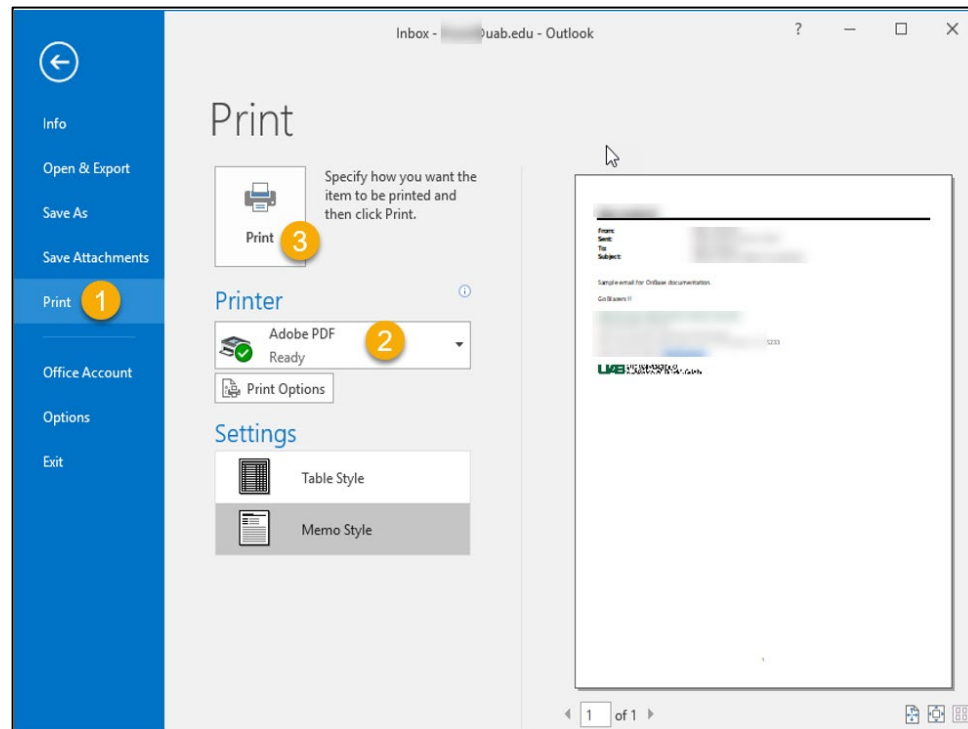 Inbox - @uab.edu - Outlook
?
Info
Open & Export
Save As
Save Attachments
Print 1
Office Account
Options
Exit
Print
Print 3
Specify how you want the
item to be printed and
then click Print.
Printer
Adobe PDF
Ready
2
Print Options
Settings
Table Style
Memo Style
From:
Sent:
To:
Subject:
Sample email for OnBase documentation.
Go Blazers!!!
5233
UAB
1 of 1